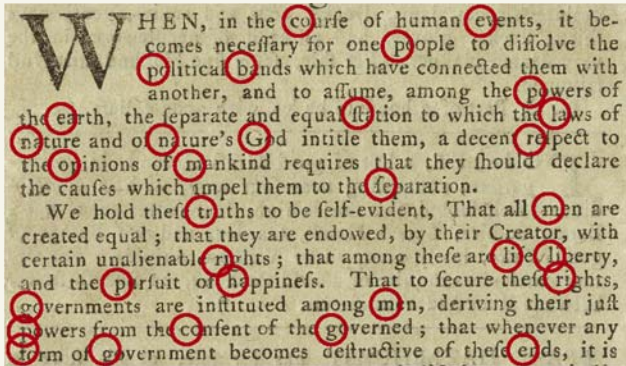 WHEN, in the courſe of human events, it be-
comes neceſſary for one people to diſſolve the
political bands which have connected them with
another, and to aſſume, among the powers of
the earth, the ſeparate and equal ſtation to which the laws of
nature and of nature's God intitle them, a decent reſpect to
the opinions of mankind requires that they ſhould declare
the cauſes which impel them to the ſeparation.
We hold theſe truths to be ſelf-evident, That all men are
created equal; that they are endowed, by their Creator, with
certain unalienable rights; that among theſe are life, liberty,
and the purſuit of happineſs. That to ſecure theſe rights,
governments are inſtituted among men, deriving their juſt
powers from the conſent of the governed; that whenever any
form of government becomes deſtructive of theſe ends, it is